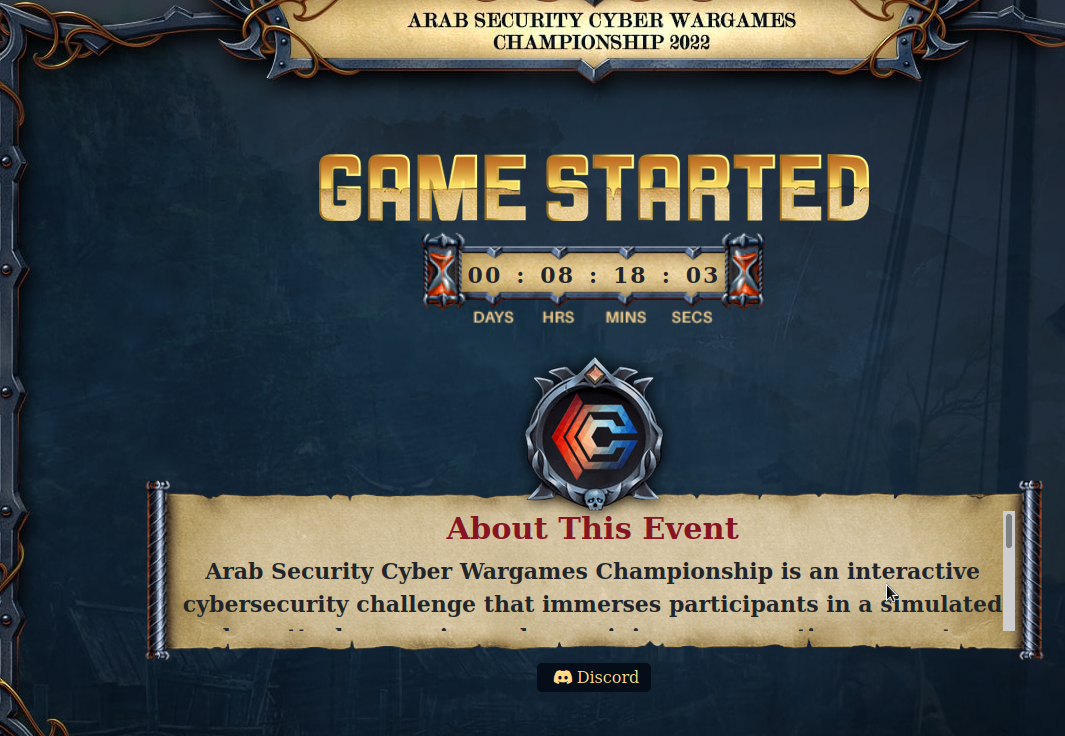 ARAB SECURITY CYBER WARGAMES
CHAMPIONSHIP 2022
GAME STARTED
00 : 08 : 18 : 03
DAYS HRS MINS SECS
About This Event
Arab Security Cyber Wargames Championship is an interactive
cybersecurity challenge that immerses participants in a simulated
Discord